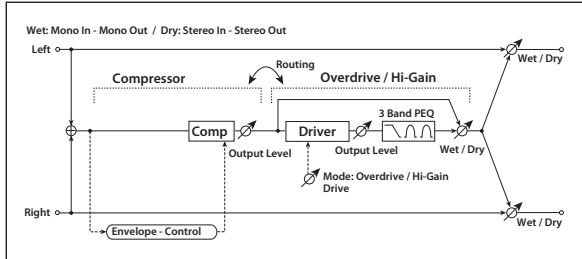 Wet: Mono In - Mono Out / Dry: Stereo In - Stereo Out
Left
Wet / Dry
Routing
Compressor
Overdrive / Hi-Gain
3 Band PEQ
Comp
Driver
Output Level
Output Level
Wet / Dry
Mode: Overdrive / Hi-Gain
Drive
Right
Wet / Dry
Envelope - Control